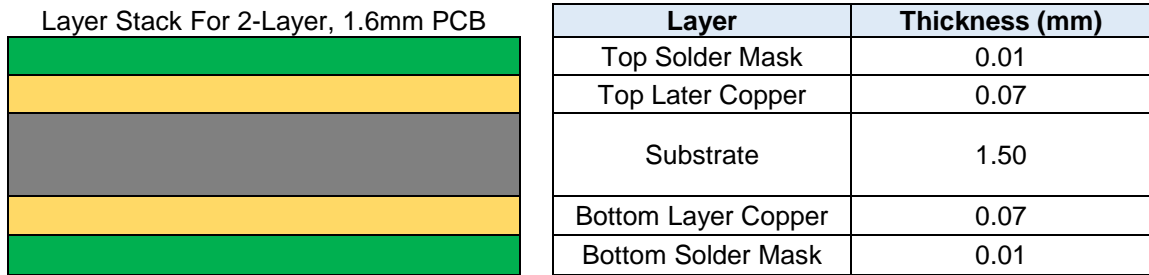 Layer Stack For 2-Layer, 1.6mm PCB
Layer Thickness (mm)
Top Solder Mask 0.01
Top Later Copper 0.07
Substrate 1.50
Bottom Layer Copper 0.07
Bottom Solder Mask 0.01